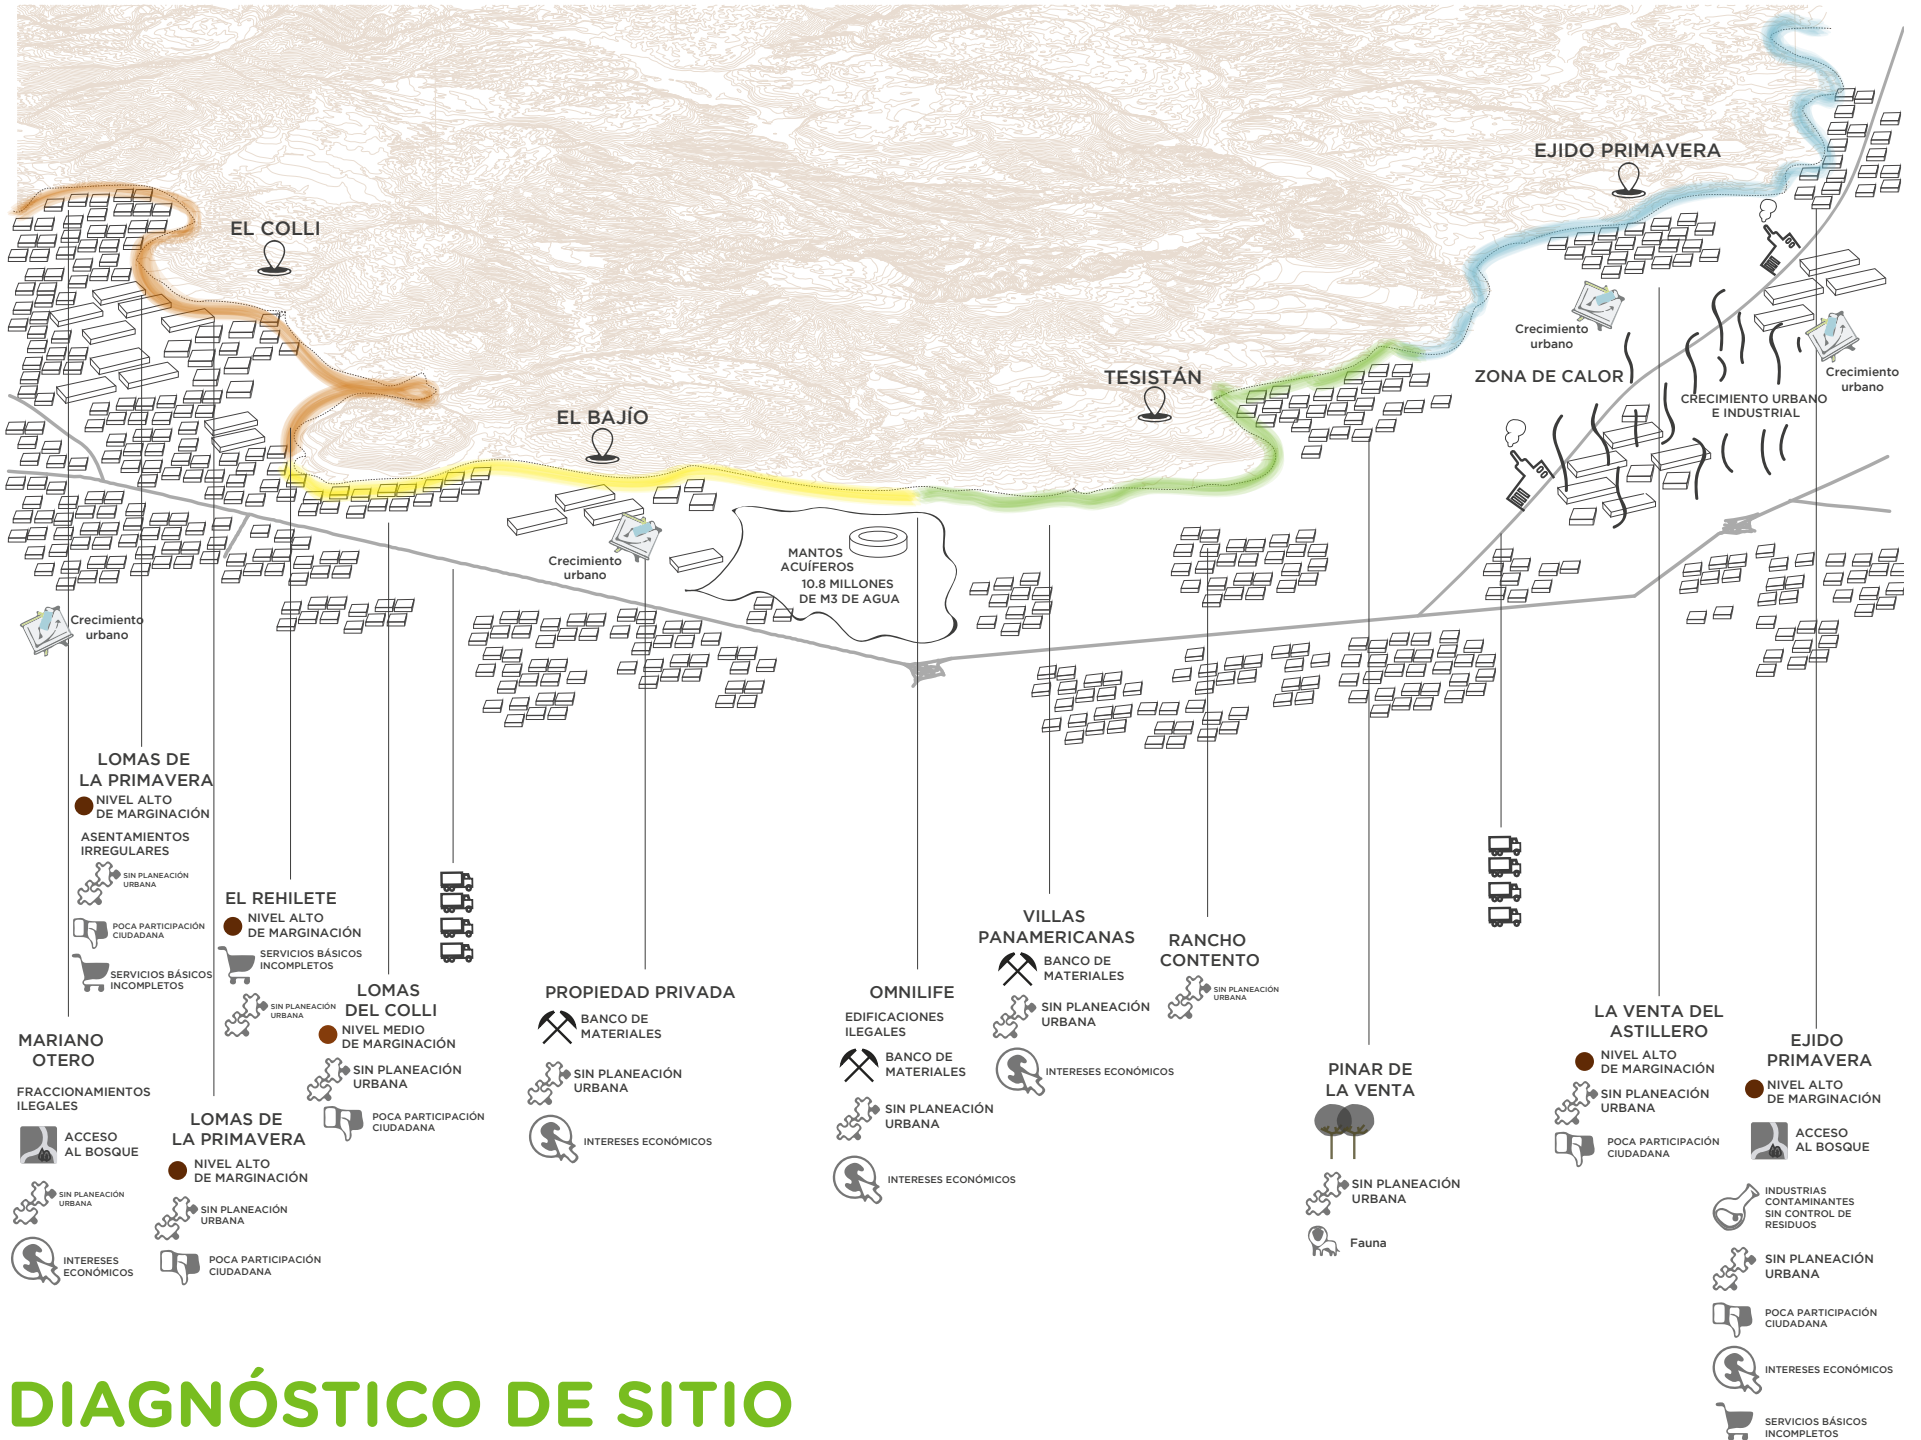 EJIDO PRIMAVERA
EL COLLI
Crecimiento
urbano
TESISTÁN
ZONA DE CALOR
Crecimiento
urbano
CRECIMIENTO URBANO
E INDUSTRIAL
EL BAJÍO
MANTOS
ACUÍFEROS
10.8 MILLONES
DE M3 DE AGUA
Crecimiento
urbano
Crecimiento
urbano
LOMAS DE
LA PRIMAVERA
NIVEL ALTO
DE MARGINACIÓN
ASENTAMIENTOS
IRREGULARES
SIN PLANEACIÓN
URBANA
POCA PARTICIPACIÓN
CIUDADANA
SERVICIOS BÁSICOS
INCOMPLETOS
MARIANO
OTERO
FRACCIONAMIENTOS
ILEGALES
ACCESO
AL BOSQUE
SIN PLANEACIÓN
URBANA
INTERESES
ECONÓMICOS
LOMAS DE
LA PRIMAVERA
NIVEL ALTO
DE MARGINACIÓN
SIN PLANEACIÓN
URBANA
POCA PARTICIPACIÓN
CIUDADANA
EL REHILETE
NIVEL ALTO
DE MARGINACIÓN
SERVICIOS BÁSICOS
INCOMPLETOS
SIN PLANEACIÓN
URBANA
LOMAS
DEL COLLI
NIVEL MEDIO
DE MARGINACIÓN
SIN PLANEACIÓN
URBANA
POCA PARTICIPACIÓN
CIUDADANA
PROPIEDAD PRIVADA
BANCO DE
MATERIALES
SIN PLANEACIÓN
URBANA
INTERESES ECONÓMICOS
OMNILIFE
EDIFICACIONES
ILEGALES
BANCO DE
MATERIALES
SIN PLANEACIÓN
URBANA
INTERESES ECONÓMICOS
VILLAS
PANAMERICANAS
BANCO DE
MATERIALES
SIN PLANEACIÓN
URBANA
INTERESES ECONÓMICOS
RANCHO
CONTENTO
SIN PLANEACIÓN
URBANA
PINAR DE
LA VENTA
SIN PLANEACIÓN
URBANA
Fauna
LA VENTA DEL
ASTILLERO
NIVEL ALTO
DE MARGINACIÓN
SIN PLANEACIÓN
URBANA
POCA PARTICIPACIÓN
CIUDADANA
EJIDO
PRIMAVERA
NIVEL ALTO
DE MARGINACIÓN
ACCESO
AL BOSQUE
INDUSTRIAS
CONTAMINANTES
SIN CONTROL DE
RESIDUOS
SIN PLANEACIÓN
URBANA
POCA PARTICIPACIÓN
CIUDADANA
INTERESES ECONÓMICOS
SERVICIOS BÁSICOS
INCOMPLETOS
DIAGNÓSTICO DE SITIO